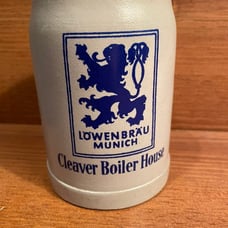 LÖWENBRÄU
MUNICH
Cleaver Boiler House